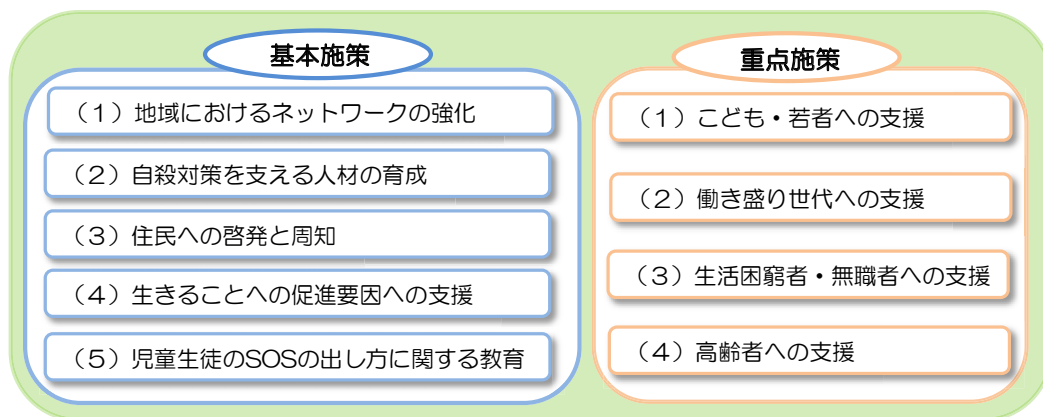 基本施策
(1)地域におけるネットワークの強化
(2)自殺対策を支える人材の育成
(3)住民への啓発と周知
(4)生きることへの促進要因への支援
(5)児童生徒のSOSの出し方に関する教育
重点施策
(1)こども・若者への支援
(2)働き盛り世代への支援
(3)生活困窮者・無職者への支援
(4)高齢者への支援